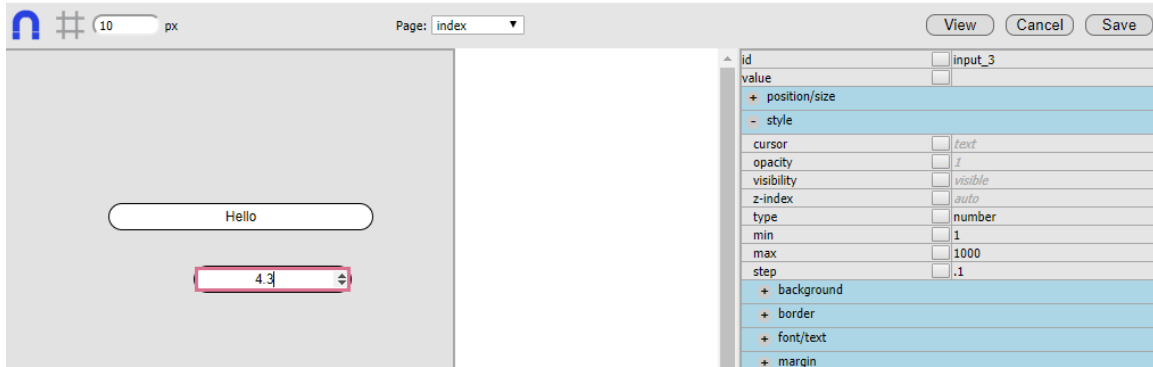 10 px Page: index View Cancel Save
id input_3
value
+ position/size
- style
cursor text
opacity 1
visibility visible
z-index auto
type number
min 1
max 1000
step .1
+ background
+ border
+ font/text
+ margin
Hello
4.3